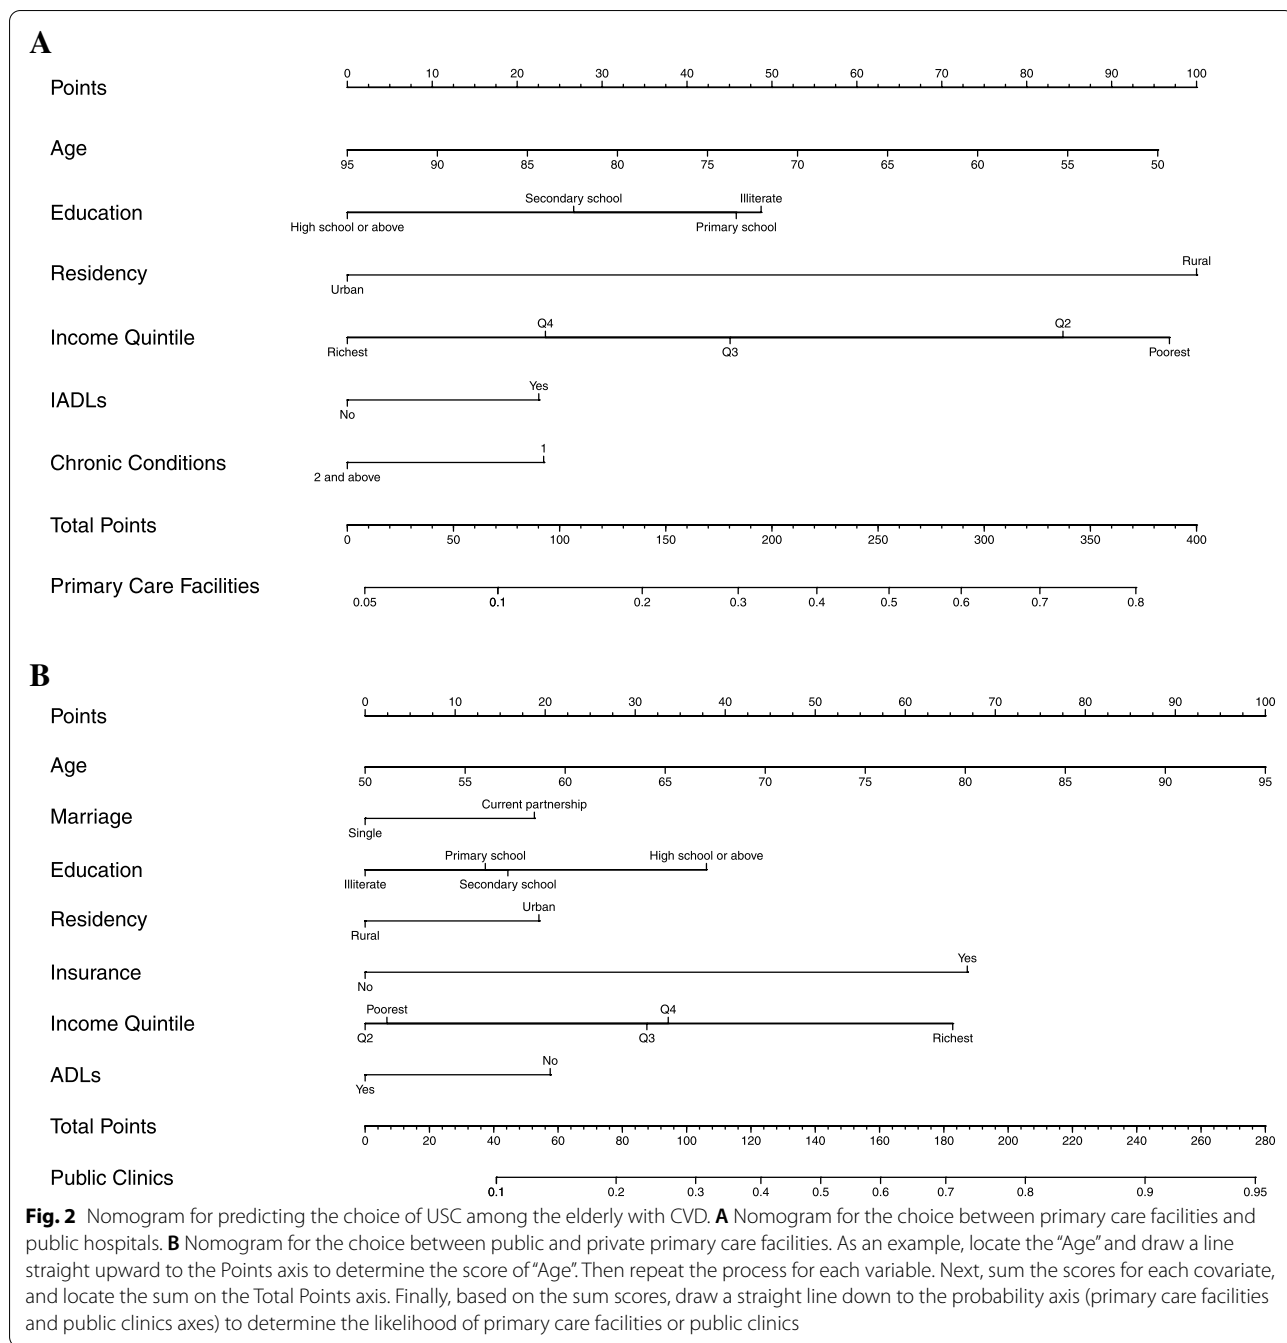 A
Points
0 10 20 30 40 50 60 70 80 90 100
Age
95 90 85 80 75 70 65 60 55 50
Education
Secondary school Illiterate
High school or above Primary school
Residency
Rural
Urban
Income Quintile
Q4 Q2
Richest Q3 Poorest
IADLs
Yes
No
Chronic Conditions
1
2 and above
Total Points
0 50 100 150 200 250 300 350 400
Primary Care Facilities
0.05 0.1 0.2 0.3 0.4 0.5 0.6 0.7 0.8
B
Points
0 10 20 30 40 50 60 70 80 90 100
Age
50 55 60 65 70 75 80 85 90 95
Marriage
Current partnership
Single
Education
Primary school High school or above
Illiterate Secondary school
Residency
Urban
Rural
Insurance
Yes
No
Income Quintile
Poorest Q4
Q2 Q3 Richest
ADLs
No
Yes
Total Points
0 20 40 60 80 100 120 140 160 180 200 220 240 260 280
Public Clinics
0.1 0.2 0.3 0.4 0.5 0.6 0.7 0.8 0.9 0.95
Fig. 2 Nomogram for predicting the choice of USC among the elderly with CVD. A Nomogram for the choice between primary care facilities and
public hospitals. B Nomogram for the choice between public and private primary care facilities. As an example, locate the “Age” and draw a line
straight upward to the Points axis to determine the score of “Age”. Then repeat the process for each variable. Next, sum the scores for each covariate,
and locate the sum on the Total Points axis. Finally, based on the sum scores, draw a straight line down to the probability axis (primary care facilities
and public clinics axes) to determine the likelihood of primary care facilities or public clinics